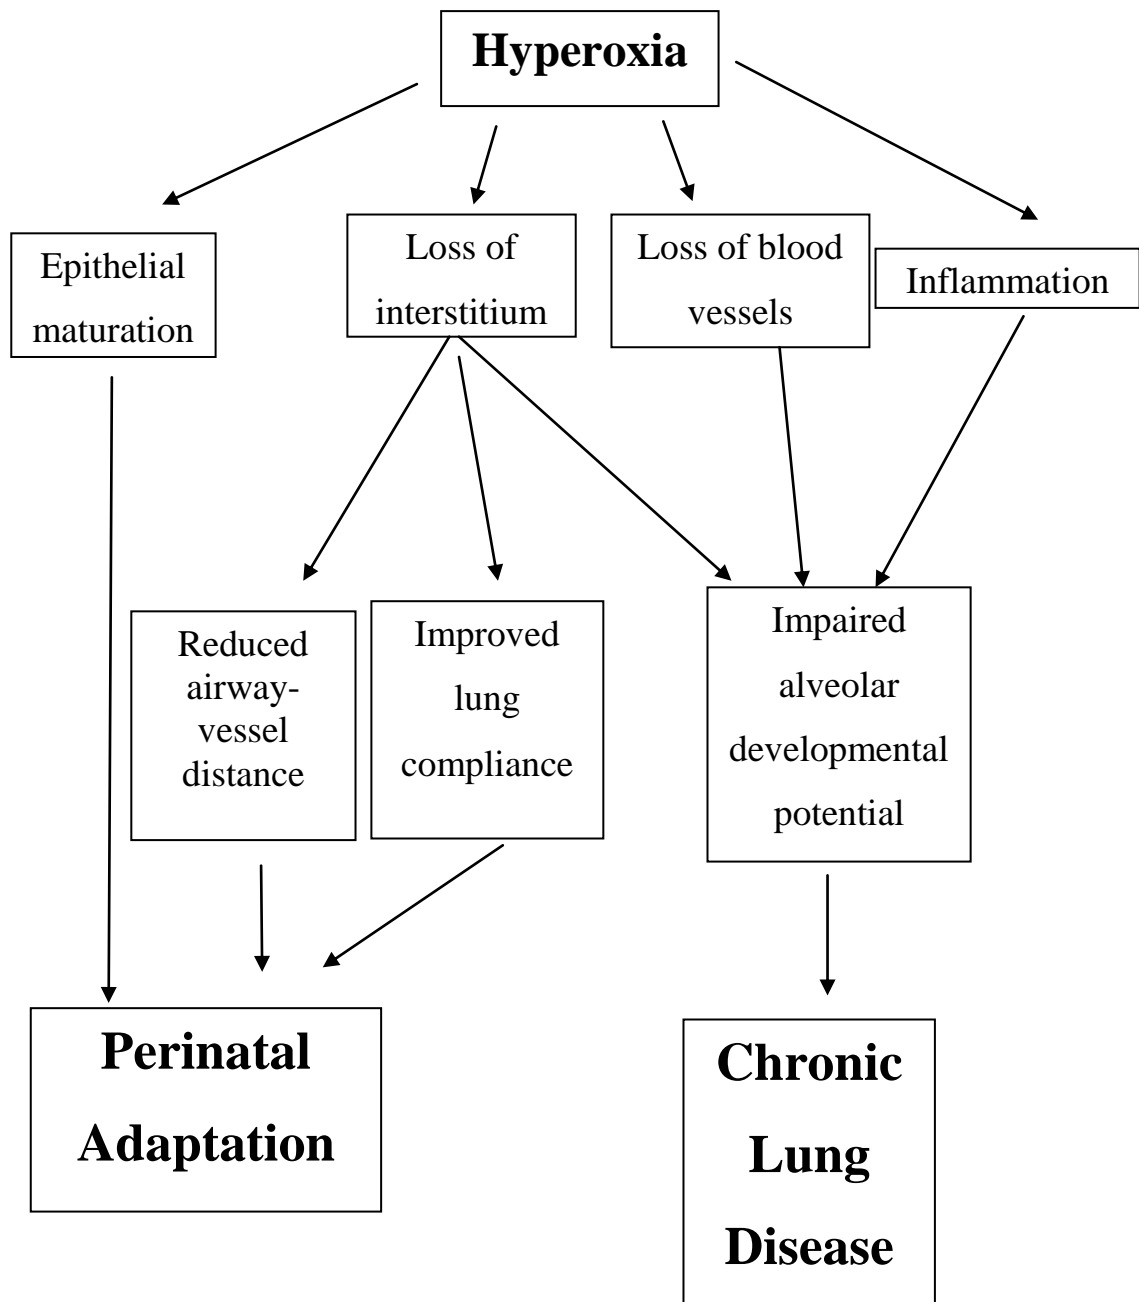 Hyperoxia
Epithelial
maturation
Loss of
interstitium
Loss of blood
vessels
Inflammation
Reduced
airway-
vessel
distance
Improved
lung
compliance
Impaired
alveolar
developmental
potential
Perinatal
Adaptation
Chronic
Lung
Disease